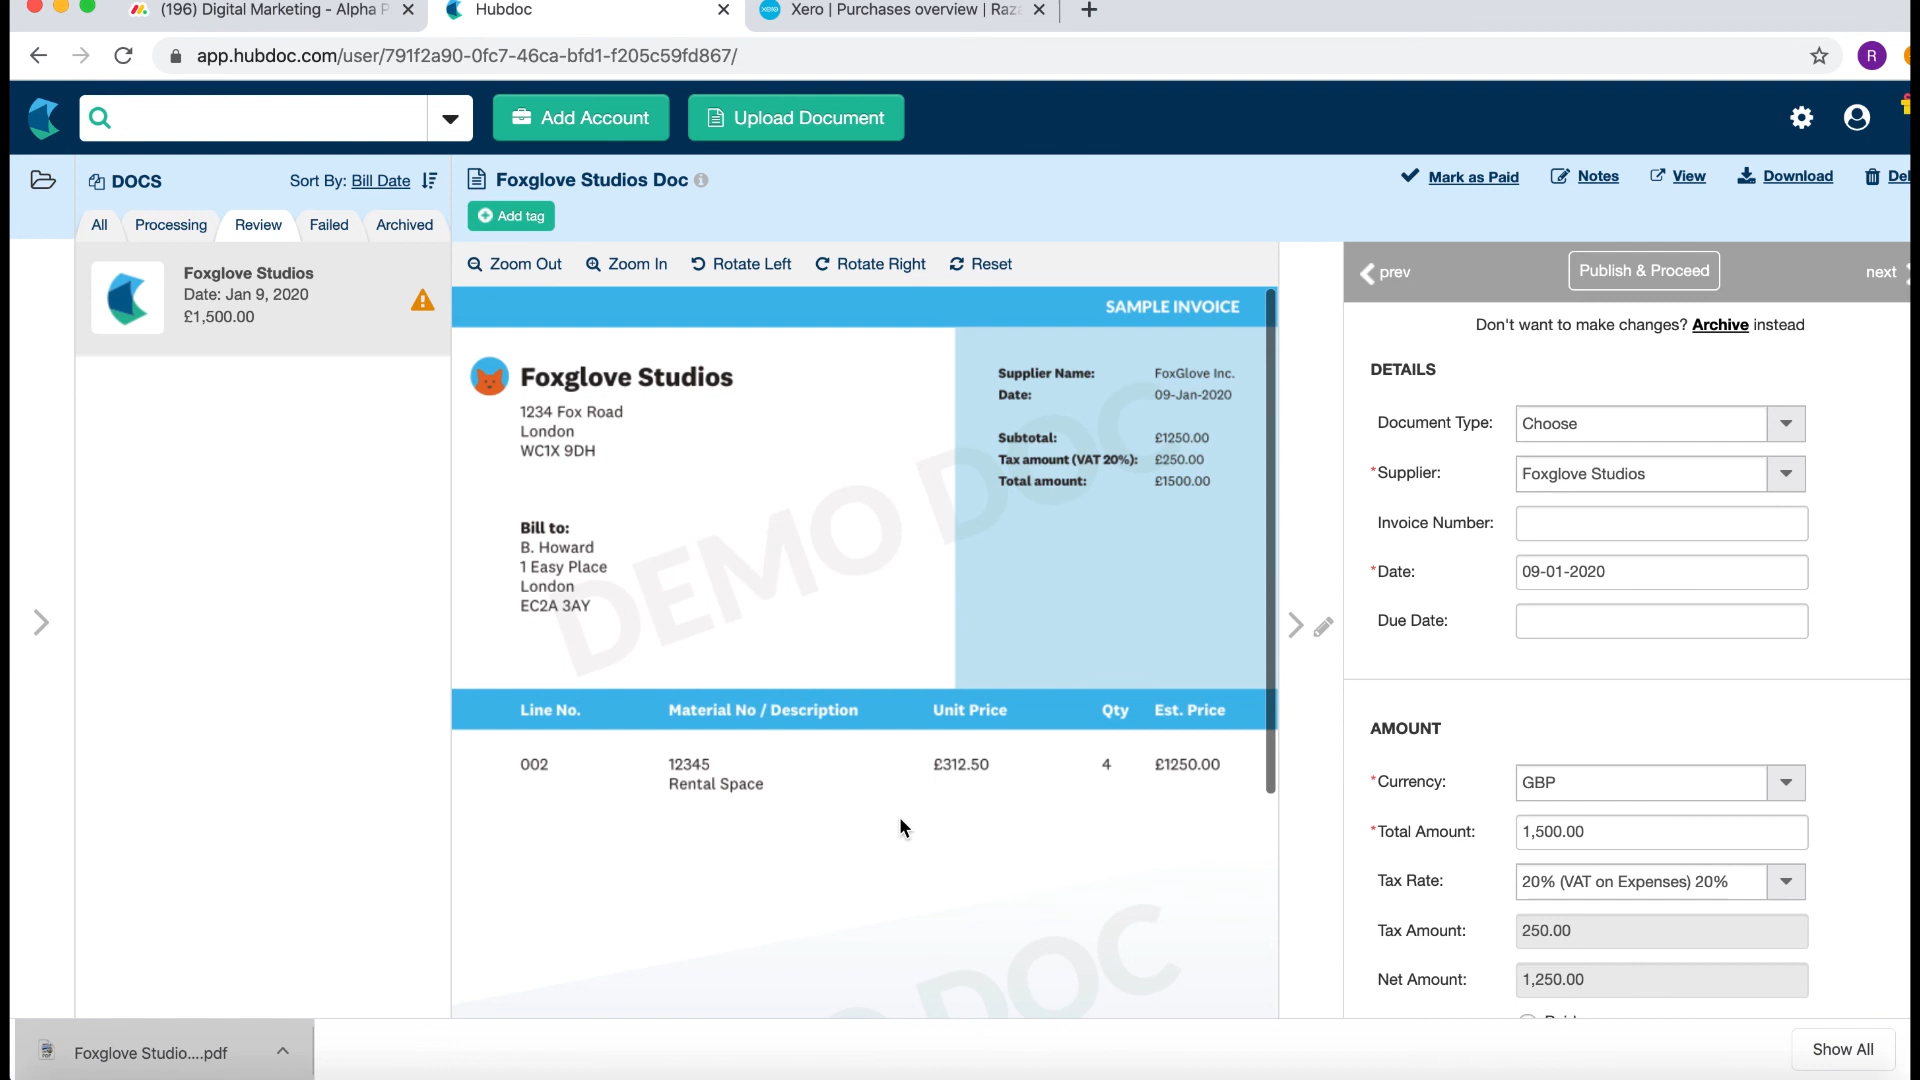 (196) Digital Marketing - Alpha P
Hubdoc
xero
Xero | Purchases overview | Raza
app.hubdoc.com/user/791f2a90-0fc7-46ca-bfd1-f205c59fd867/
R
Add Account
Upload Document
DOCS
Sort By: Bill Date
Foxglove Studios Doc
Mark as Paid
Notes
View
Download
Del
Add tag
All
Processing
Review
Failed
Archived
Foxglove Studios
Date: Jan 9, 2020
£1,500.00
Zoom Out
Zoom In
Rotate Left
Rotate Right
Reset
prev
Publish & Proceed
next
SAMPLE INVOICE
Don't want to make changes? Archive instead
Foxglove Studios
1234 Fox Road
London
WC1X 9DH
Supplier Name: FoxGlove Inc.
Date: 09-Jan-2020
Subtotal: £1250.00
Tax amount (VAT 20%): £250.00
Total amount: £1500.00
Bill to:
B. Howard
1 Easy Place
London
EC2A 3AY
DEMO DOC
Line No. Material No / Description Unit Price Qty Est. Price
002 12345 £312.50 4 £1250.00
Rental Space
DOC
DETAILS
Document Type: Choose
*Supplier: Foxglove Studios
Invoice Number:
*Date: 09-01-2020
Due Date:
AMOUNT
*Currency: GBP
*Total Amount: 1,500.00
Tax Rate: 20% (VAT on Expenses) 20%
Tax Amount: 250.00
Net Amount: 1,250.00
Foxglove Studio....pdf
Show All